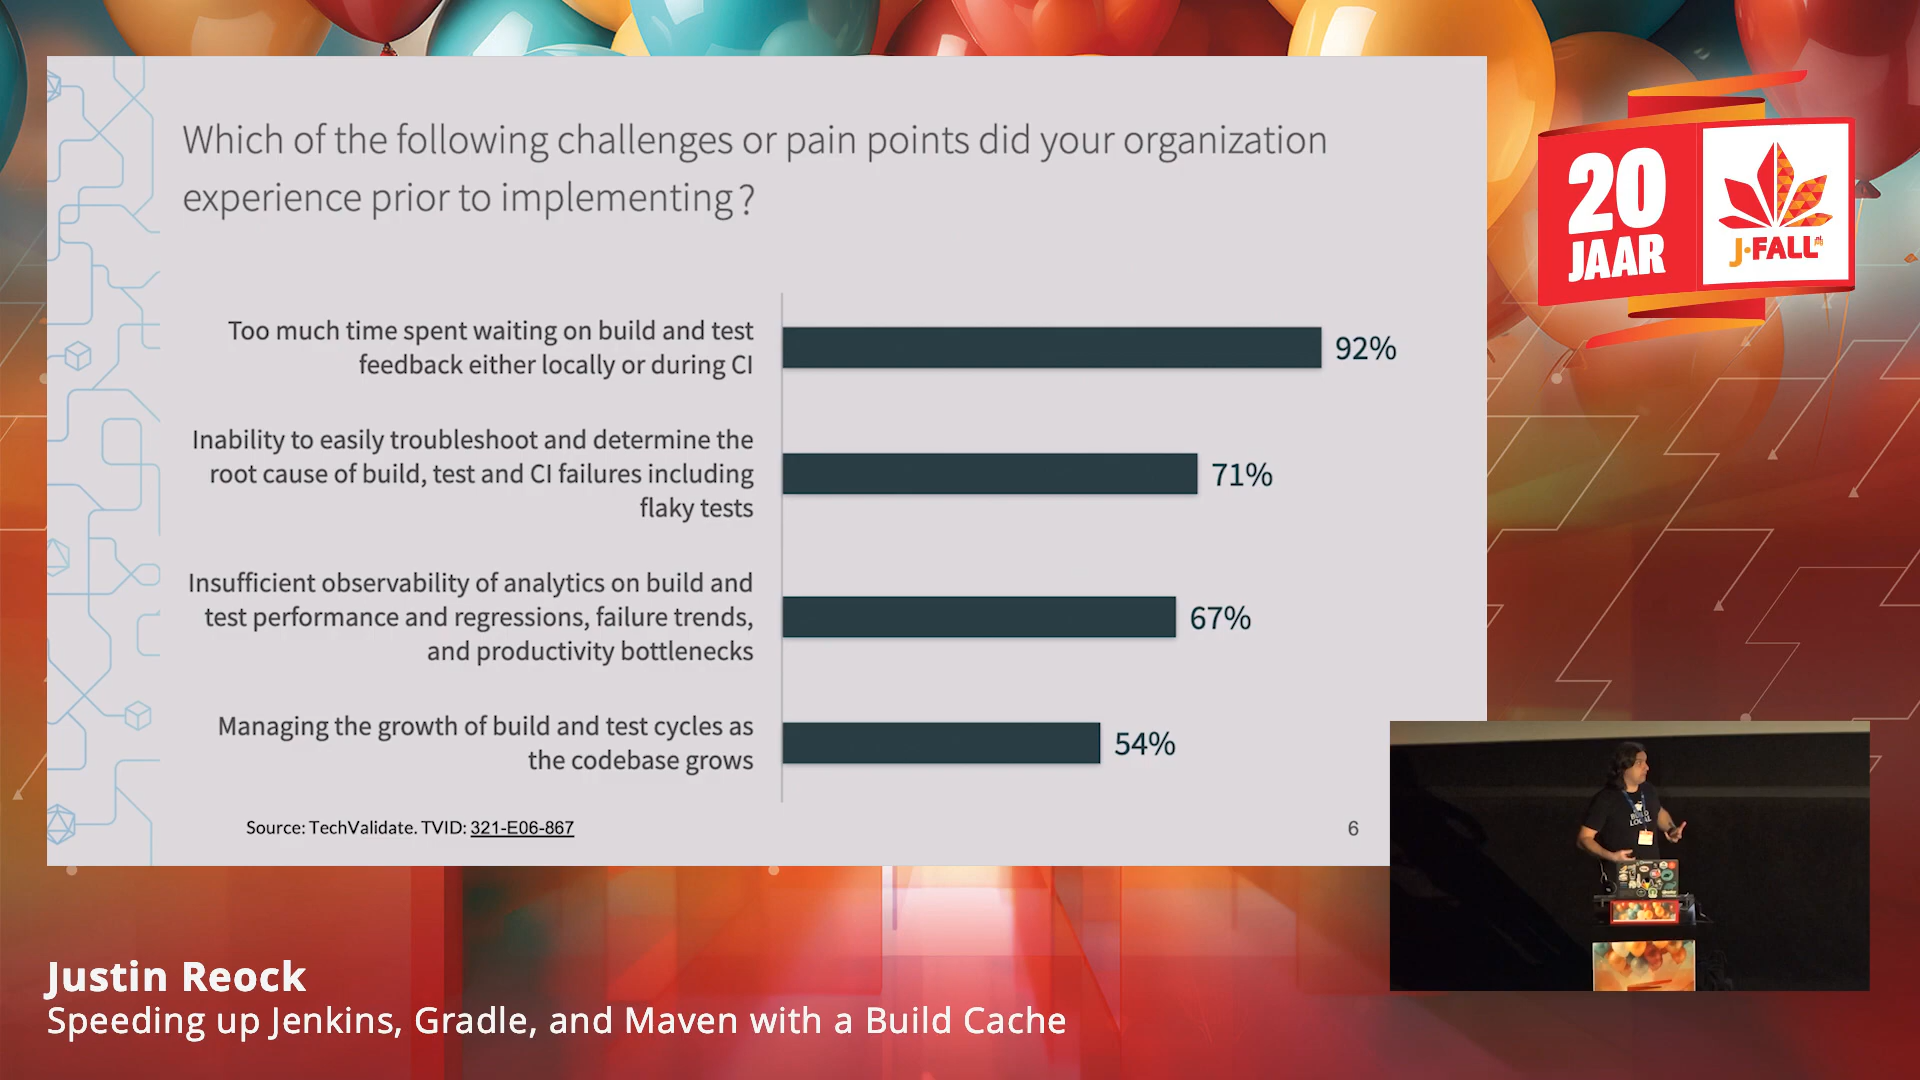 Which of the following challenges or pain points did your organization
experience prior to implementing?
Too much time spent waiting on build and test
feedback either locally or during CI
92%
Inability to easily troubleshoot and determine the
root cause of build, test and CI failures including
flaky tests
71%
Insufficient observability of analytics on build and
test performance and regressions, failure trends,
and productivity bottlenecks
67%
Managing the growth of build and test cycles as
the codebase grows
54%
Source: TechValidate. TVID: 321-E06-867
6
20
JAAR
J•FALL
Justin Reock
Speeding up Jenkins, Gradle, and Maven with a Build Cache